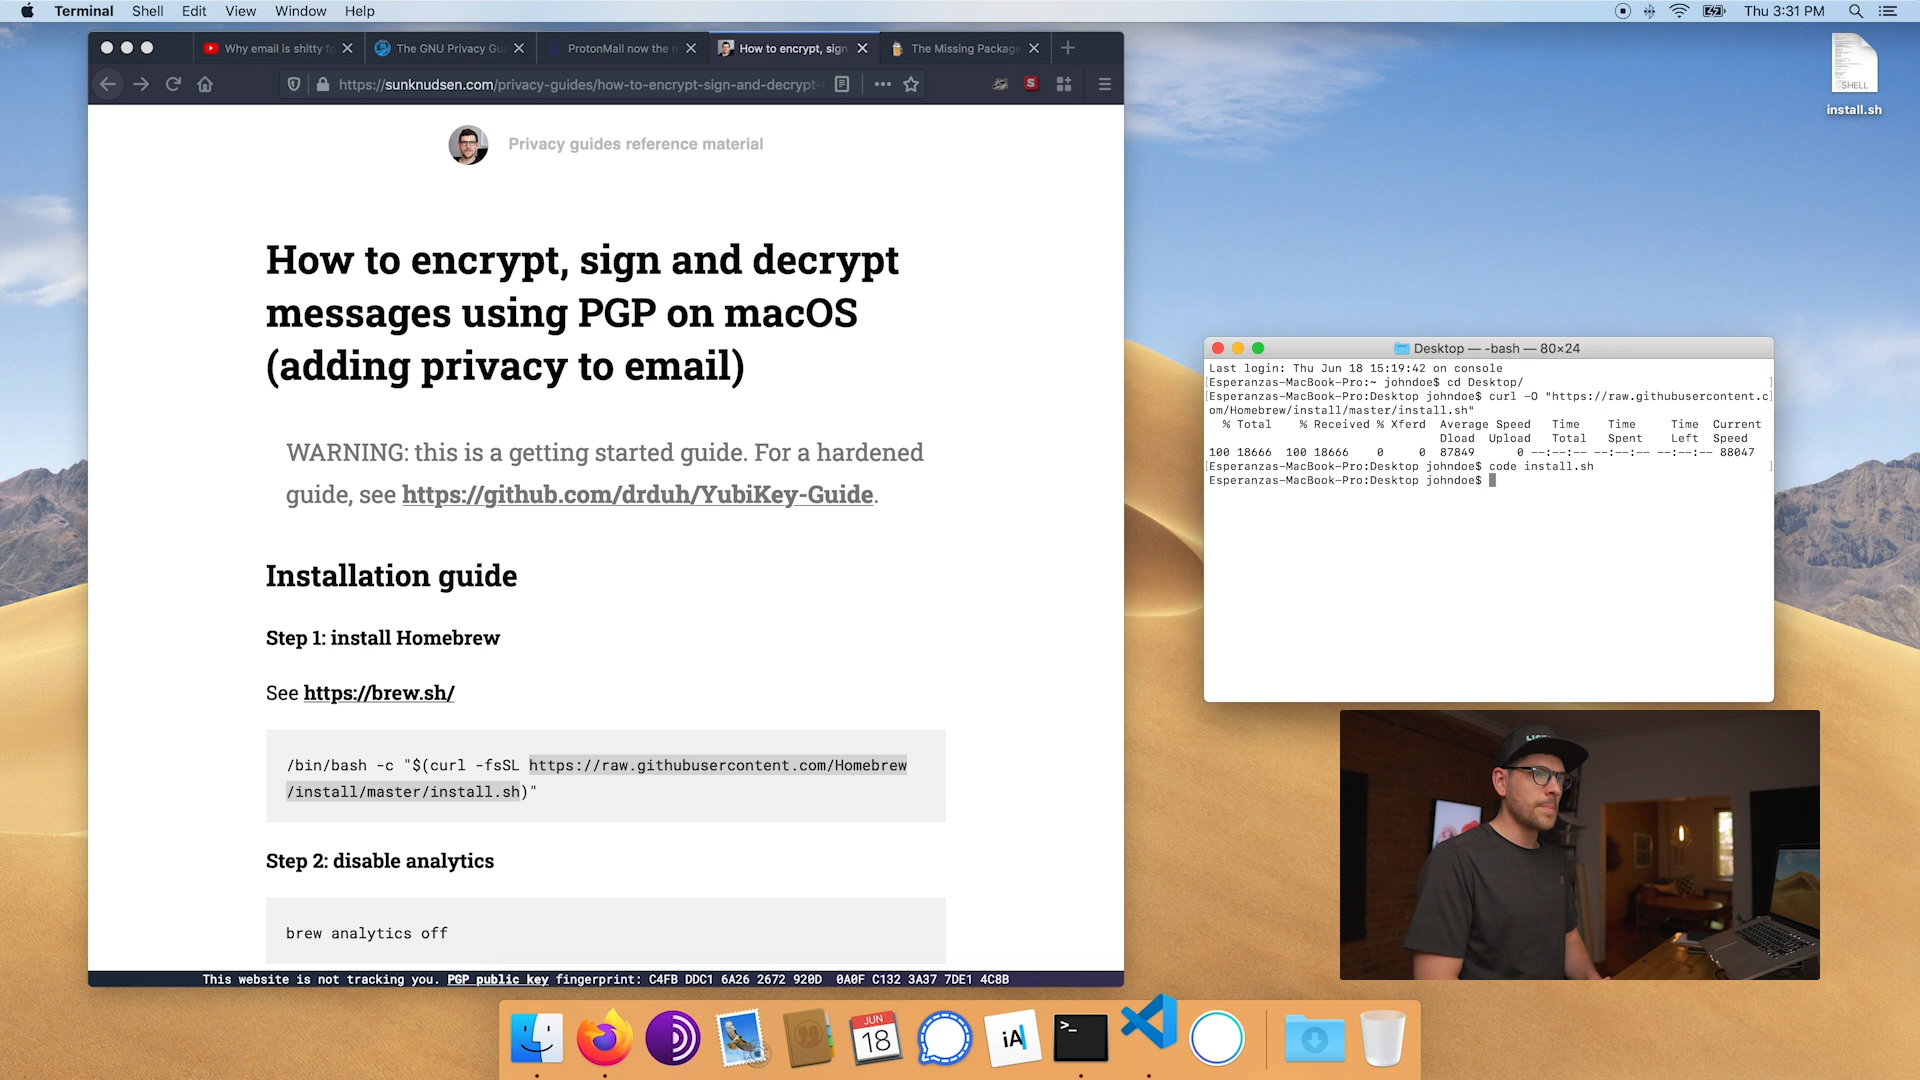 Terminal Shell Edit View Window Help
Thu 3:31 PM
Why email is shitty fo
The GNU Privacy Gu
ProtonMail now the m
How to encrypt, sign
The Missing Package
https://sunknudsen.com/privacy-guides/how-to-encrypt-sign-and-decrypt-
SHELL
install.sh
Privacy guides reference material
How to encrypt, sign and decrypt
messages using PGP on macOS
(adding privacy to email)
WARNING: this is a getting started guide. For a hardened
guide, see https://github.com/drduh/YubiKey-Guide.
Installation guide
Step 1: install Homebrew
See https://brew.sh/
/bin/bash -c "$(curl -fsSL https://raw.githubusercontent.com/Homebrew
/install/master/install.sh)"
Step 2: disable analytics
brew analytics off
This website is not tracking you. PGP public key fingerprint: C4FB DDC1 6A26 2672 920D 0A0F C132 3A37 7DE1 4C8B
Desktop — -bash — 80×24
Last login: Thu Jun 18 15:19:42 on console
[Esperanzas-MacBook-Pro:~ johndoe$ cd Desktop/ ]
[Esperanzas-MacBook-Pro:Desktop johndoe$ curl -O "https://raw.githubusercontent.c]
om/Homebrew/install/master/install.sh"
% Total % Received % Xferd Average Speed Time Time Time Current
Dload Upload Total Spent Left Speed
100 18666 100 18666 0 0 87849 0 --:--:-- --:--:-- --:--:-- 88047
[Esperanzas-MacBook-Pro:Desktop johndoe$ code install.sh ]
Esperanzas-MacBook-Pro:Desktop johndoe$
JUN
18
iA
>_